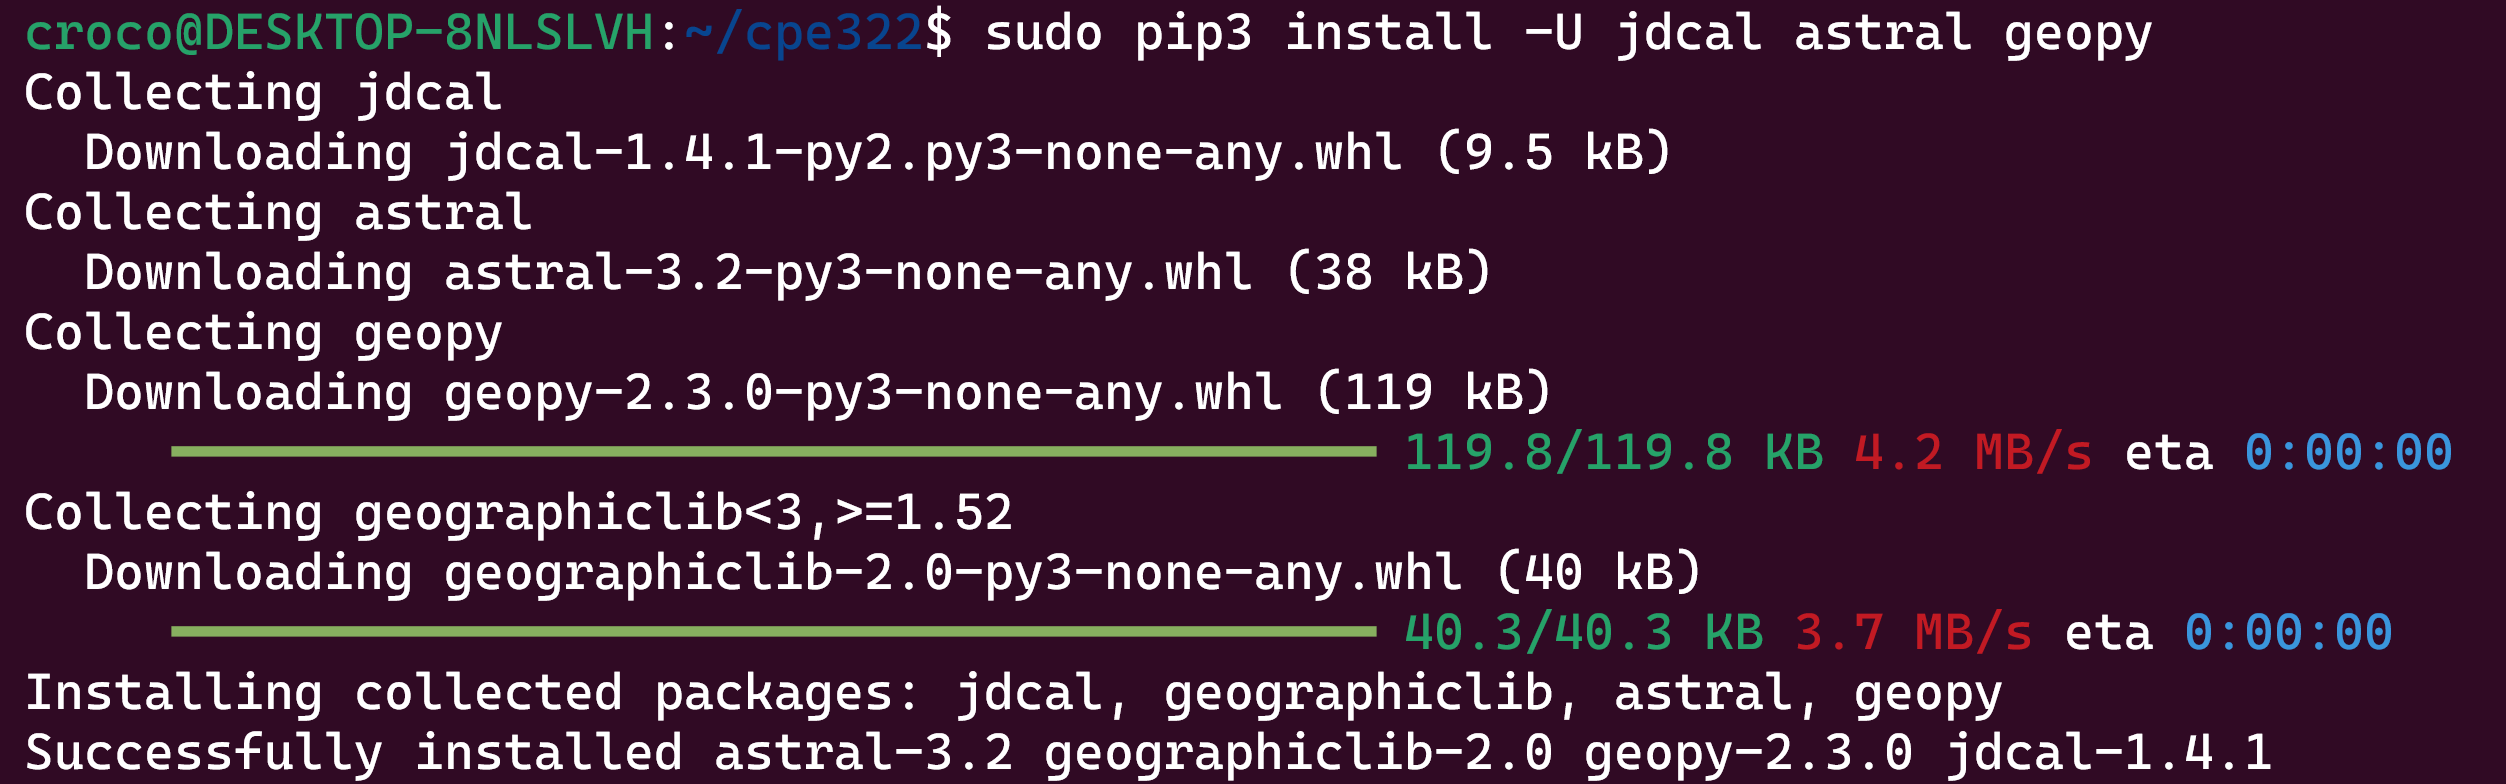 croco@DESKTOP-8NLSLVH:~/cpe322$ sudo pip3 install -U jdcal astral geopy
Collecting jdcal
  Downloading jdcal-1.4.1-py2.py3-none-any.whl (9.5 kB)
Collecting astral
  Downloading astral-3.2-py3-none-any.whl (38 kB)
Collecting geopy
  Downloading geopy-2.3.0-py3-none-any.whl (119 kB)
119.8/119.8 KB 4.2 MB/s eta 0:00:00
Collecting geographiclib<3,>=1.52
  Downloading geographiclib-2.0-py3-none-any.whl (40 kB)
40.3/40.3 KB 3.7 MB/s eta 0:00:00
Installing collected packages: jdcal, geographiclib, astral, geopy
Successfully installed astral-3.2 geographiclib-2.0 geopy-2.3.0 jdcal-1.4.1